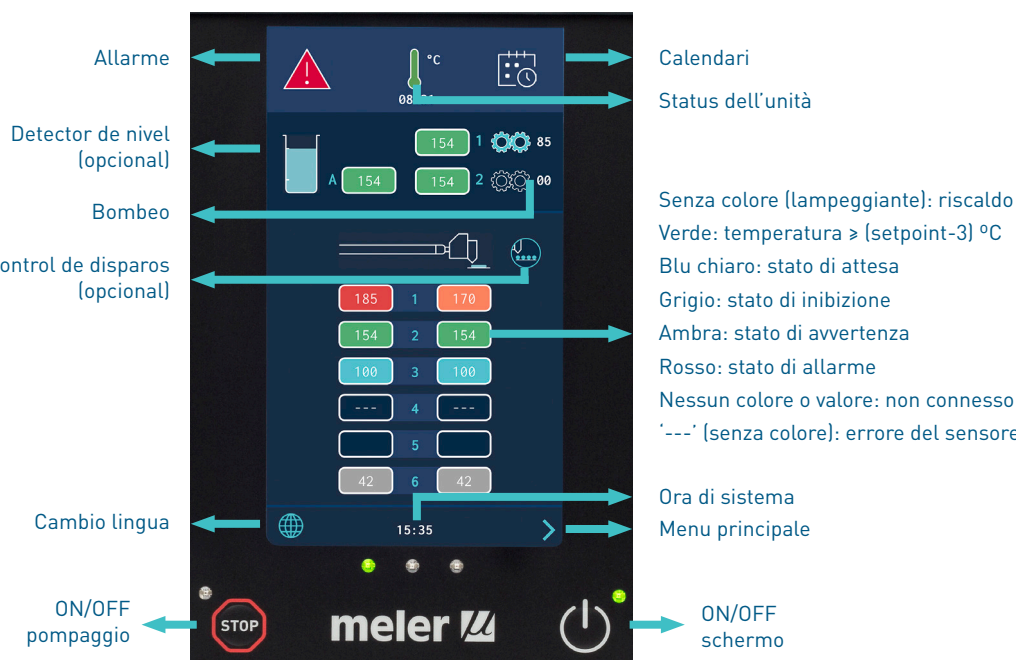 Allarme
Detector de nivel
(opcional)
Bombeo
ontrol de disparos
(opcional)
Cambio lingua
ON/OFF
pompaggio
°C
154 1 85
A 154 154 2 00
185 1 170
154 2 154
100 3 100
--- 4 ---
5
42 6 42
15:35
STOP
meler
Calendari
Status dell'unità
Senza colore (lampeggiante): riscaldo
Verde: temperatura ≥ (setpoint-3) ºC
Blu chiaro: stato di attesa
Grigio: stato di inibizione
Ambra: stato di avvertenza
Rosso: stato di allarme
Nessun colore o valore: non connesso
'---' (senza colore): errore del sensore
Ora di sistema
Menu principale
ON/OFF
schermo